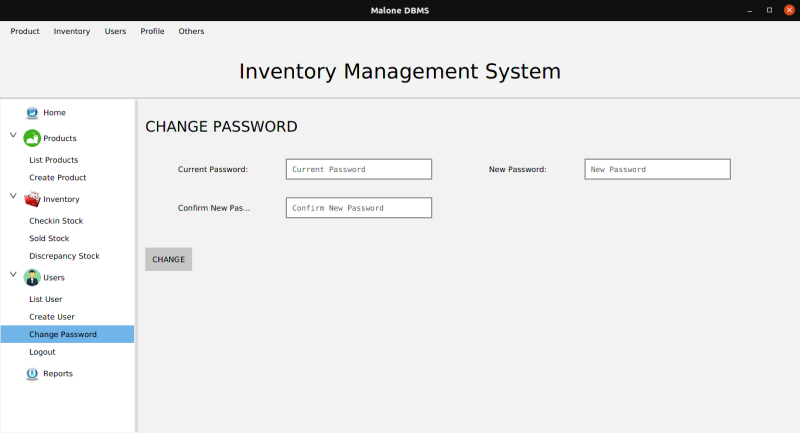 Malone DBMS
Product Inventory Users Profile Others
Inventory Management System
Home
Products
List Products
Create Product
Inventory
Checkin Stock
Sold Stock
Discrepancy Stock
Users
List User
Create User
Change Password
Logout
Reports
CHANGE PASSWORD
Current Password: Current Password New Password: New Password
Confirm New Pas... Confirm New Password
CHANGE